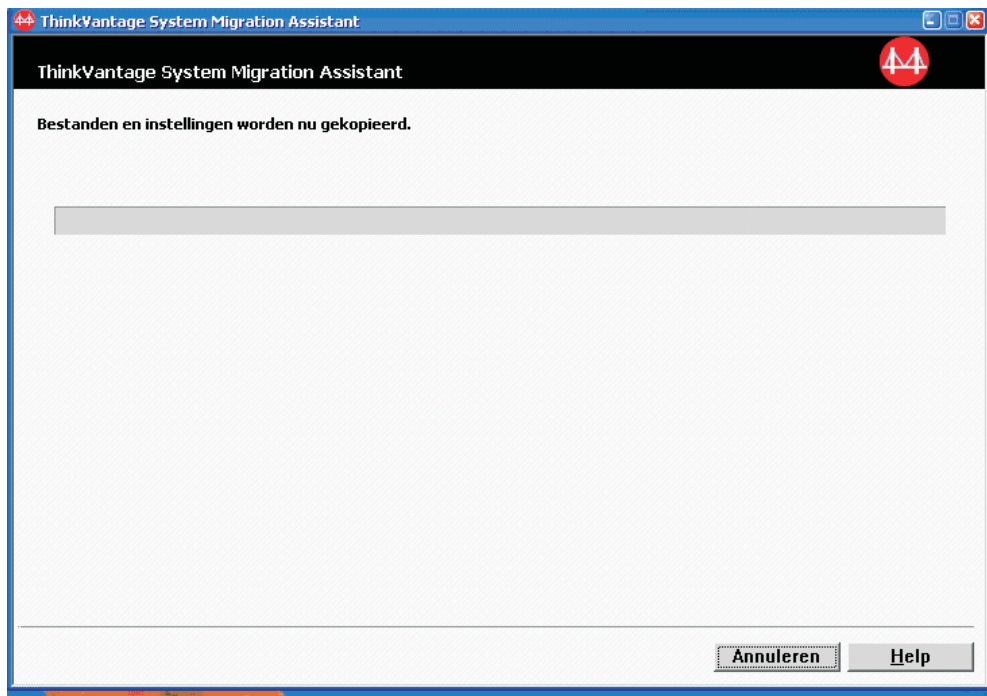 ThinkVantage System Migration Assistant
ThinkVantage System Migration Assistant
Bestanden en instellingen worden nu gekopieerd.
Annuleren
Help